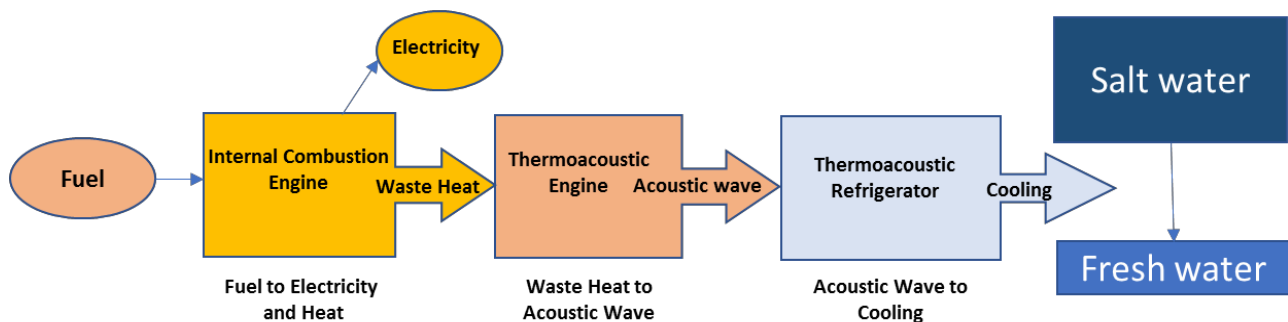 Electricity
Salt water
Fuel
Internal Combustion
Engine
Waste Heat
Thermoacoustic
Engine
Acoustic wave
Thermoacoustic
Refrigerator
Cooling
Fresh water
Fuel to Electricity
and Heat
Waste Heat to
Acoustic Wave
Acoustic Wave to
Cooling